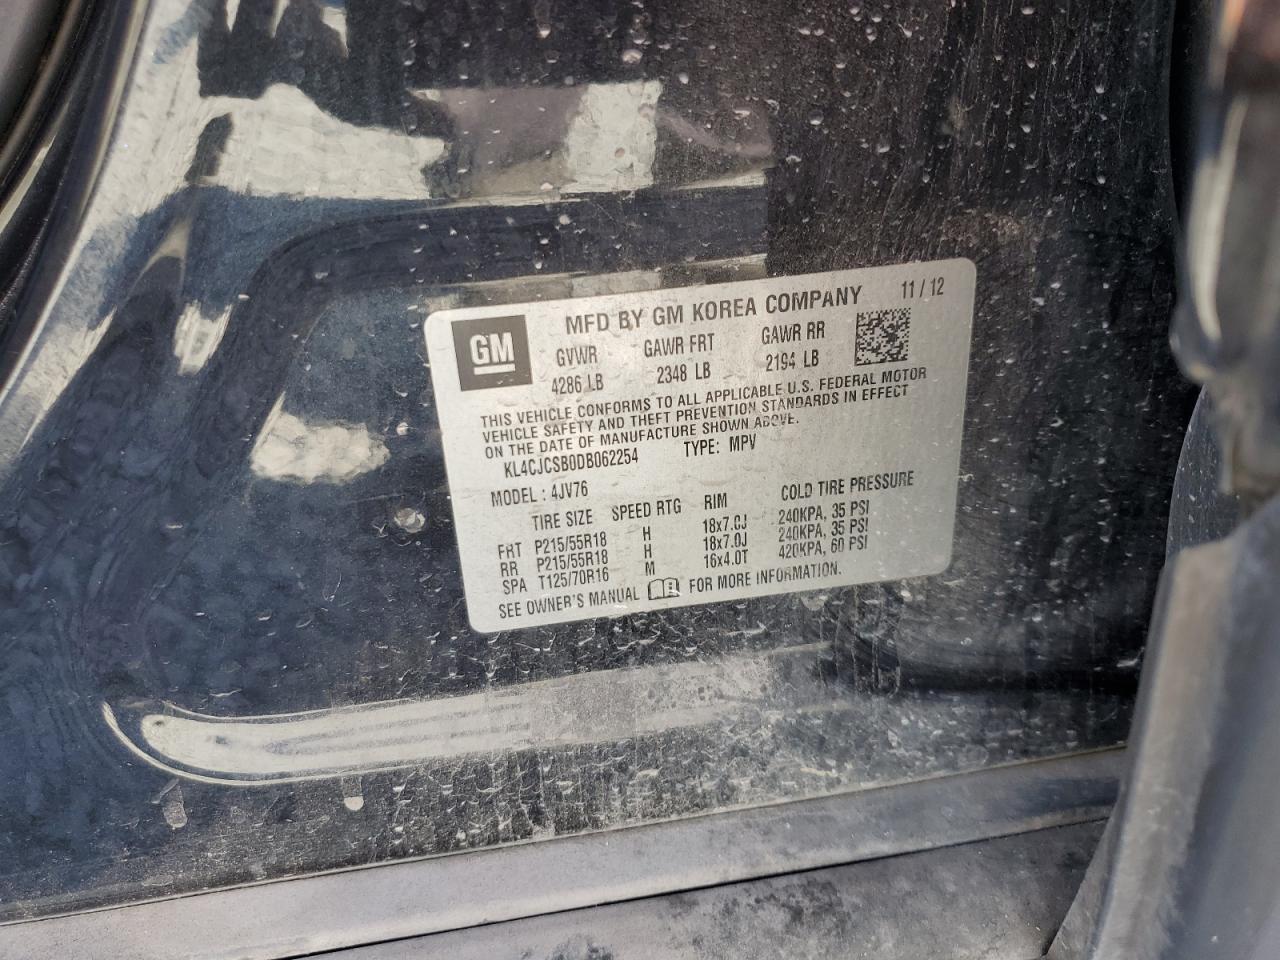 MFD BY GM KOREA COMPANY 11 / 12
GM
GVWR GAWR FRT GAWR RR
4286 LB 2348 LB 2194 LB
THIS VEHICLE CONFORMS TO ALL APPLICABLE U.S. FEDERAL MOTOR
VEHICLE SAFETY AND THEFT PREVENTION STANDARDS IN EFFECT
ON THE DATE OF MANUFACTURE SHOWN ABOVE.
KL4CJCSB0DB062254 TYPE: MPV
MODEL : 4JV76
TIRE SIZE SPEED RTG RIM COLD TIRE PRESSURE
FRT P215/55R18 H 18x7.0J 240KPA, 35 PSI
RR P215/55R18 H 18x7.0J 240KPA, 35 PSI
SPA T125/70R16 M 16x4.0T 420KPA, 60 PSI
SEE OWNER'S MANUAL FOR MORE INFORMATION.